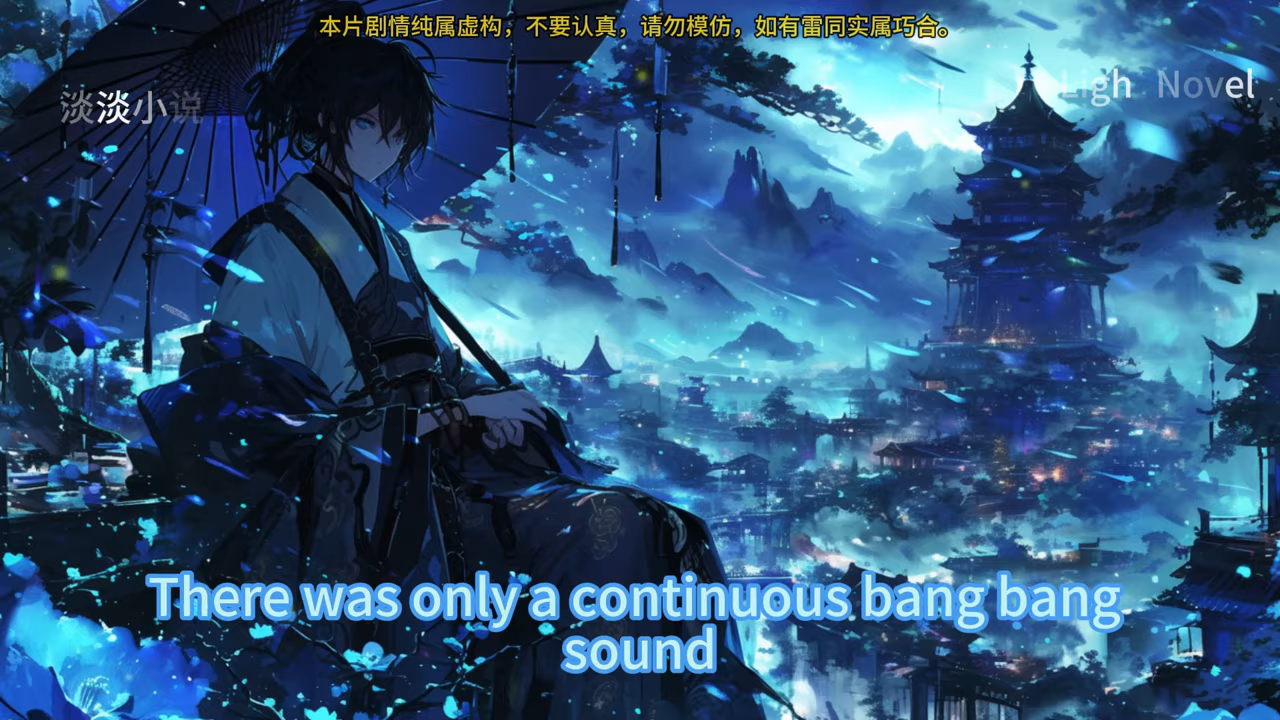 本片剧情纯属虚构，不要认真，请勿模仿，如有雷同实属巧合。
淡淡小说
Ligh Novel
There was only a continuous bang bang
sound